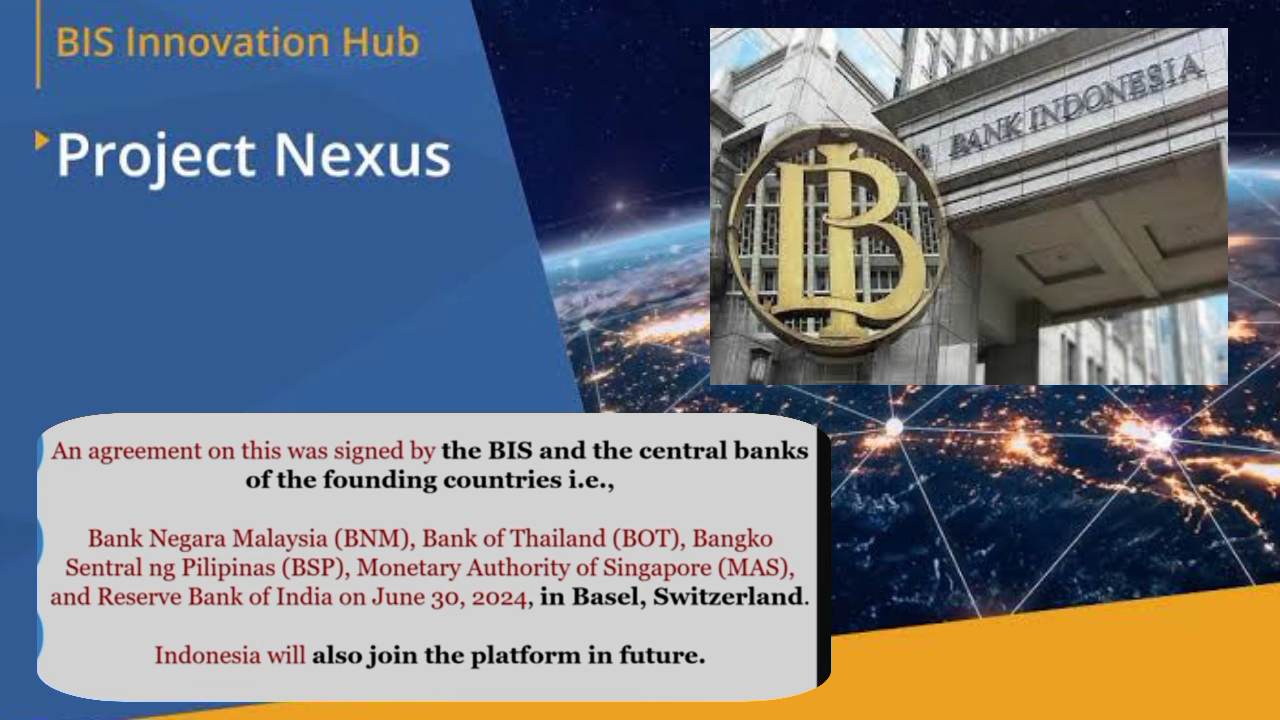 BIS Innovation Hub
Project Nexus
BANK INDONESIA
An agreement on this was signed by the BIS and the central banks
of the founding countries i.e.,
Bank Negara Malaysia (BNM), Bank of Thailand (BOT), Bangko
Sentral ng Pilipinas (BSP), Monetary Authority of Singapore (MAS),
and Reserve Bank of India on June 30, 2024, in Basel, Switzerland.
Indonesia will also join the platform in future.